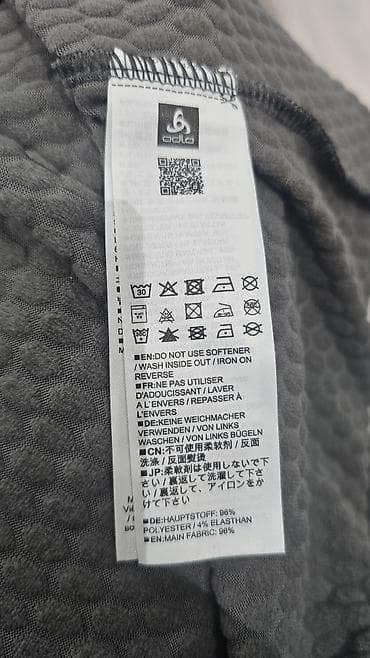 odlo
30
■EN:DO NOT USE SOFTENER
/ WASH INSIDE OUT / IRON ON
REVERSE
■FR:NE PAS UTILISER
D'ADOUCISSANT / LAVER
A L'ENVERS / REPASSER À
L'ENVERS
■DE:KEINE WEICHMACHER
VERWENDEN / VON LINKS
WASCHEN / VON LINKS BÜGELN
■CN:不可使用柔软剂 / 反面
洗涤 / 反面熨烫
■JP:柔軟剤は使用しないで下
さい / 裏返して洗濯して下さ
い / 裏返して、アイロンをか
けて下さい
■DE:HAUPTSTOFF: 96%
POLYESTER / 4% ELASTHAN
■EN:MAIN FABRIC: 96%